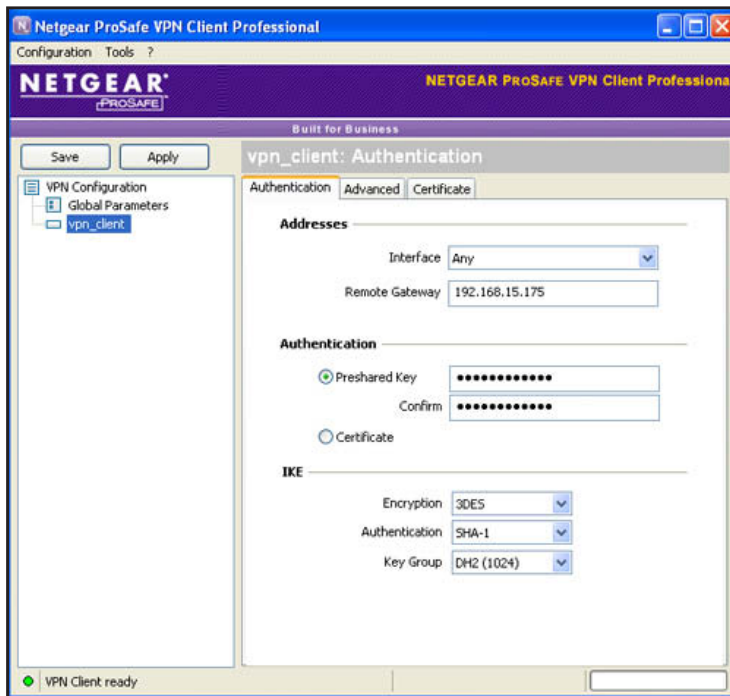 Netgear ProSafe VPN Client Professional
Configuration Tools ?
NETGEAR
PROSAFE
NETGEAR PROSAFE VPN Client Professiona
Built for Business
Save Apply
vpn_client: Authentication
VPN Configuration
Global Parameters
vpn_client
Authentication Advanced Certificate
Addresses
Interface Any
Remote Gateway 192.168.15.175
Authentication
Preshared Key ●●●●●●●●●●●●
Confirm ●●●●●●●●●●●●
Certificate
IKE
Encryption 3DES
Authentication SHA-1
Key Group DH2 (1024)
VPN Client ready